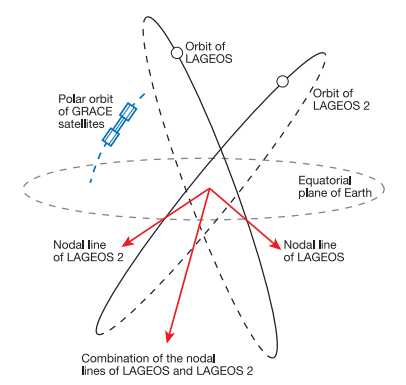 Orbit of
LAGEOS
Orbit of
LAGEOS 2
Polar orbit
of GRACE
satellites
Equatorial
plane of Earth
Nodal line
of LAGEOS 2
Nodal line
of LAGEOS
Combination of the nodal
lines of LAGEOS and LAGEOS 2